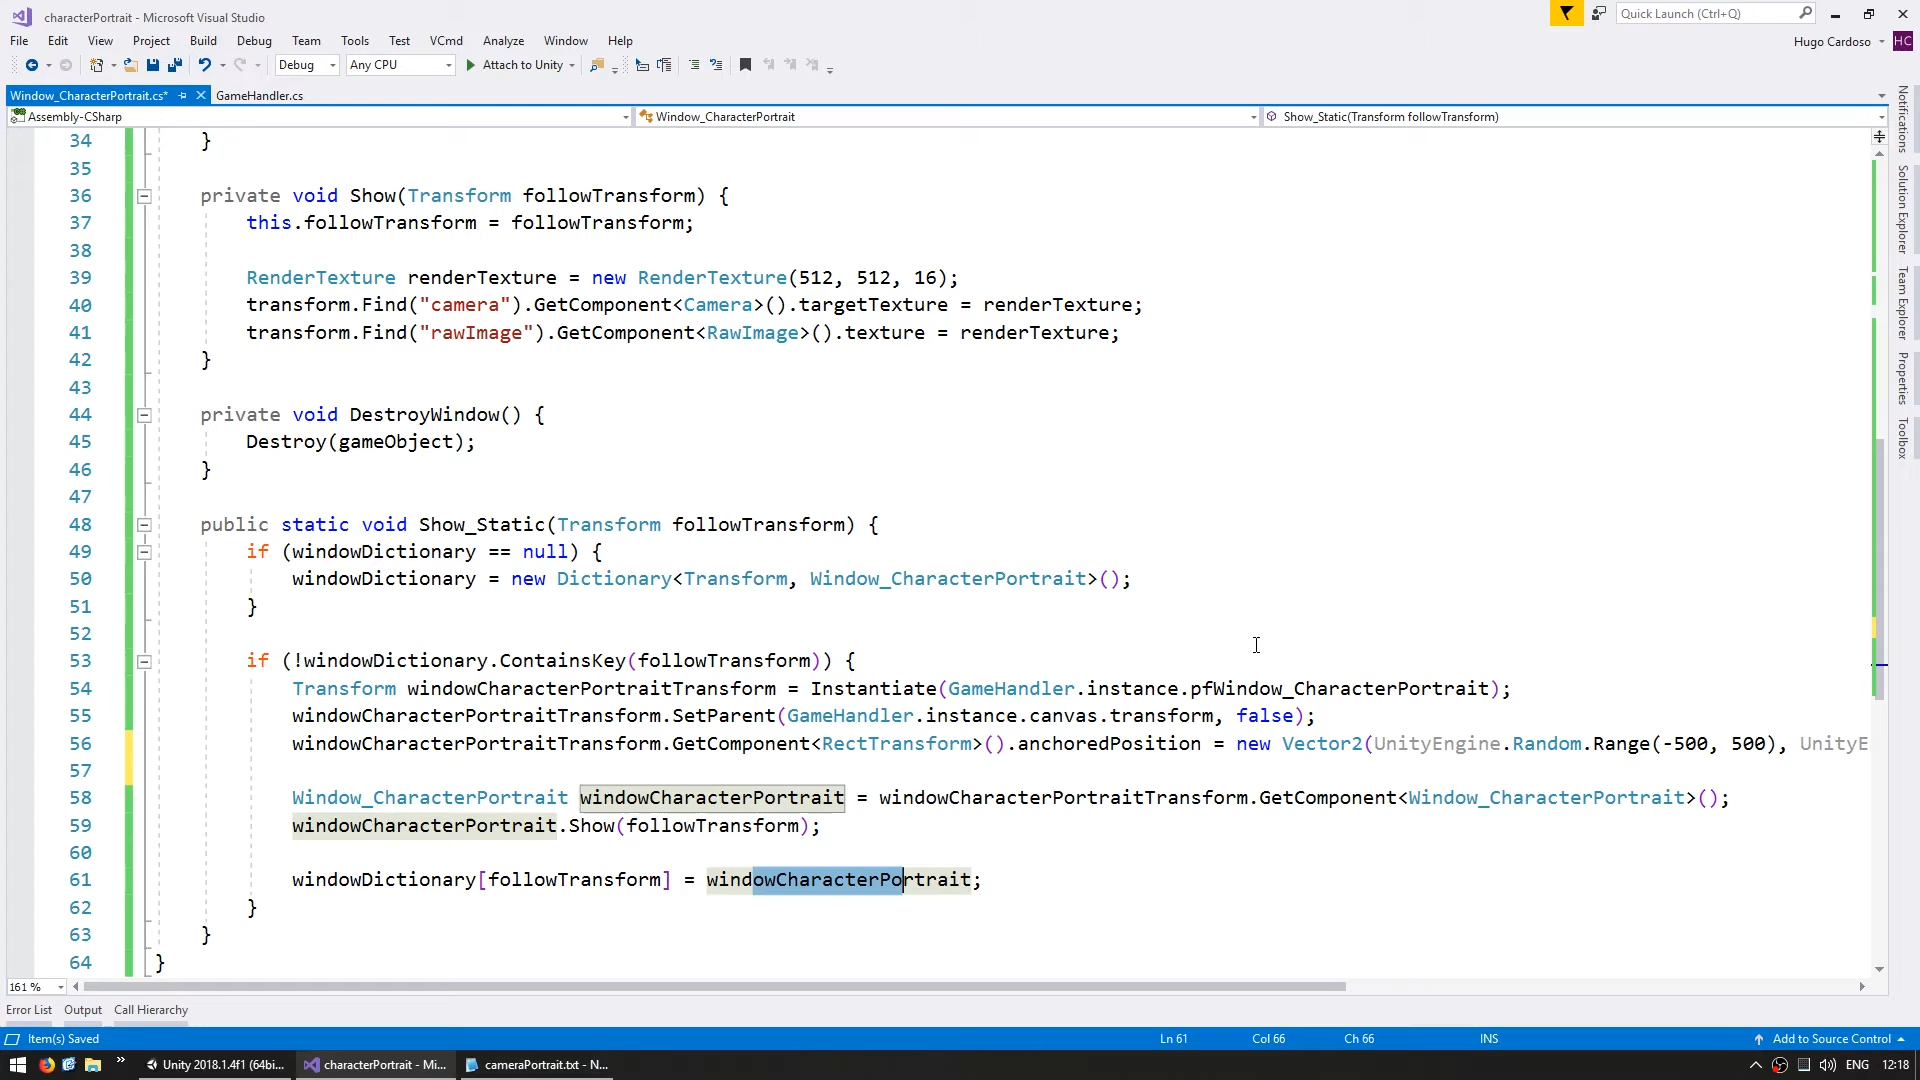 characterPortrait - Microsoft Visual Studio
Quick Launch (Ctrl+Q)
File Edit View Project Build Debug Team Tools Test VCmd Analyze Window Help
Hugo Cardoso HC
Debug Any CPU Attach to Unity
Window_CharacterPortrait.cs* GameHandler.cs
Assembly-CSharp Window_CharacterPortrait Show_Static(Transform followTransform)
34 }
35
36 private void Show(Transform followTransform) {
37 this.followTransform = followTransform;
38
39 RenderTexture renderTexture = new RenderTexture(512, 512, 16);
40 transform.Find("camera").GetComponent<Camera>().targetTexture = renderTexture;
41 transform.Find("rawImage").GetComponent<RawImage>().texture = renderTexture;
42 }
43
44 private void DestroyWindow() {
45 Destroy(gameObject);
46 }
47
48 public static void Show_Static(Transform followTransform) {
49 if (windowDictionary == null) {
50 windowDictionary = new Dictionary<Transform, Window_CharacterPortrait>();
51 }
52
53 if (!windowDictionary.ContainsKey(followTransform)) {
54 Transform windowCharacterPortraitTransform = Instantiate(GameHandler.instance.pfWindow_CharacterPortrait);
55 windowCharacterPortraitTransform.SetParent(GameHandler.instance.canvas.transform, false);
56 windowCharacterPortraitTransform.GetComponent<RectTransform>().anchoredPosition = new Vector2(UnityEngine.Random.Range(-500, 500), UnityE
57
58 Window_CharacterPortrait windowCharacterPortrait = windowCharacterPortraitTransform.GetComponent<Window_CharacterPortrait>();
59 windowCharacterPortrait.Show(followTransform);
60
61 windowDictionary[followTransform] = windowCharacterPortrait;
62 }
63 }
64 }
Notifications
Solution Explorer
Team Explorer
Properties
Toolbox
161 %
Error List Output Call Hierarchy
Item(s) Saved Ln 61 Col 66 Ch 66 INS Add to Source Control
Unity 2018.1.4f1 (64bi... characterPortrait - Mi... cameraPortrait.txt - N... ENG 12:18